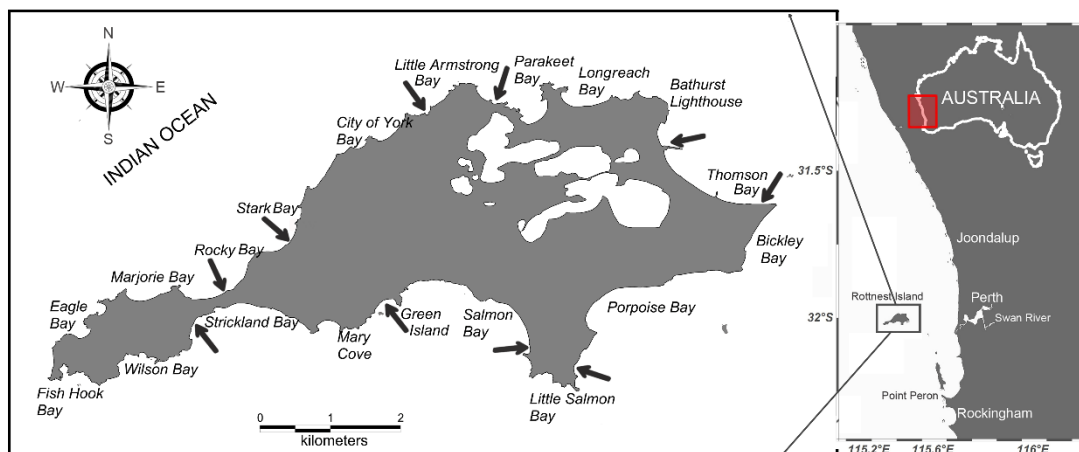 N
W
E
S
INDIAN OCEAN
Little Armstrong
Bay
Parakeet
Bay
Longreach
Bay
Bathurst
Lighthouse
City of York
Bay
Thomson
Bay
Stark Bay
Rocky Bay
Bickley
Bay
Marjorie Bay
Eagle
Bay
Strickland Bay
Green
Island
Salmon
Bay
Porpoise Bay
Mary
Cove
Wilson Bay
Fish Hook
Bay
Little Salmon
Bay
0 1 2
kilometers
AUSTRALIA
31.5°S
Joondalup
Rottnest Island
Perth
32°S
Swan River
Point Peron
Rockingham
115.2°E
115.6°E
116°E